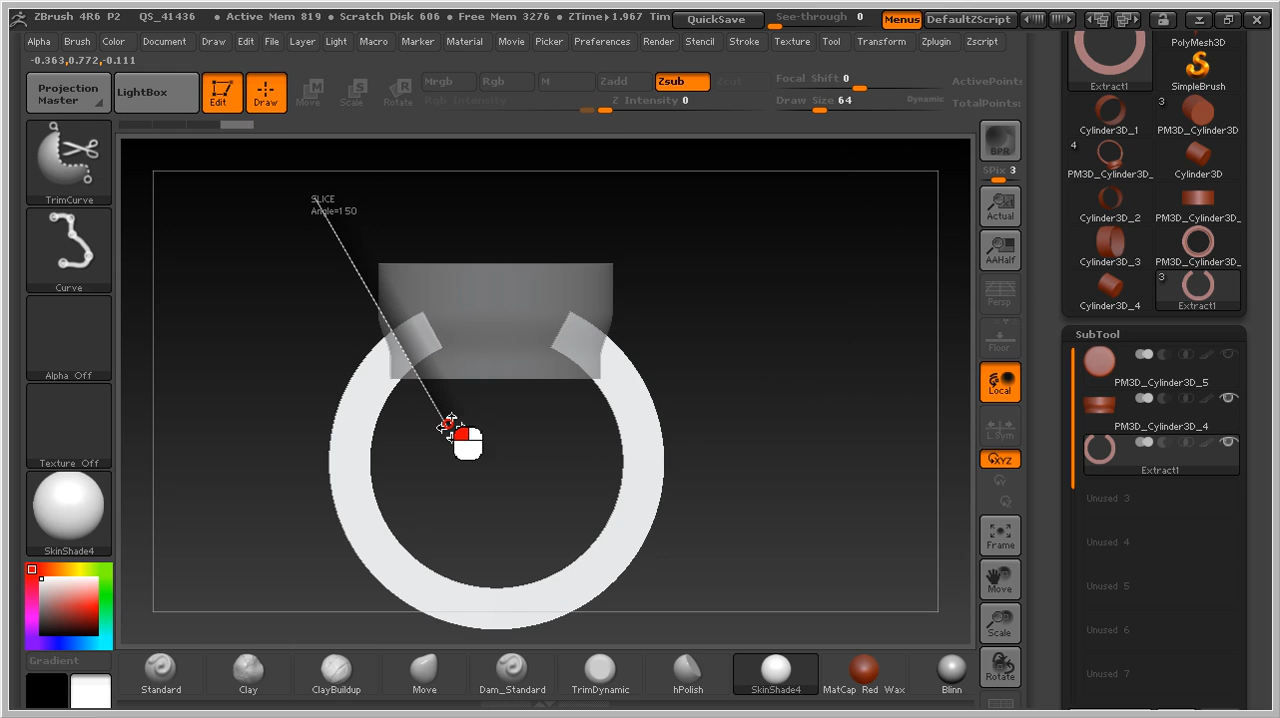 ZBrush 4R6 P2 QS_41436 • Active Mem 819 • Scratch Disk 606 • Free Mem 3276 • ZTime▸1.967 Tim QuickSave See-through 0 Menus DefaultZScript
Alpha Brush Color Document Draw Edit File Layer Light Macro Marker Material Movie Picker Preferences Render Stencil Stroke Texture Tool Transform Zplugin Zscript
-0.363,0.772,-0.111
Projection
Master
LightBox
Edit
Draw
Move
Scale
Rotate
Mrgb Rgb M Zadd Zsub Zcut
Rgb Intensity Z Intensity 0
Focal Shift 0
Draw Size 64 Dynamic
ActivePoints
TotalPoints:
TrimCurve
Curve
Alpha Off
Texture Off
SkinShade4
Gradient
SLICE
Angle=150
BPR
SPix 3
Actual
AAHalf
Persp
Floor
Local
L.Sym
XYZ
Frame
Move
Scale
Rotate
PolyMesh3D
Extract1 SimpleBrush
3
Cylinder3D_1 PM3D_Cylinder3D
4
PM3D_Cylinder3D_ Cylinder3D
Cylinder3D_2 PM3D_Cylinder3D_
Cylinder3D_3 PM3D_Cylinder3D_
3
Cylinder3D_4 Extract1
SubTool
PM3D_Cylinder3D_5
PM3D_Cylinder3D_4
Extract1
Unused 3
Unused 4
Unused 5
Unused 6
Unused 7
Standard Clay ClayBuildup Move Dam_Standard TrimDynamic hPolish SkinShade4 MatCap Red Wax Blinn